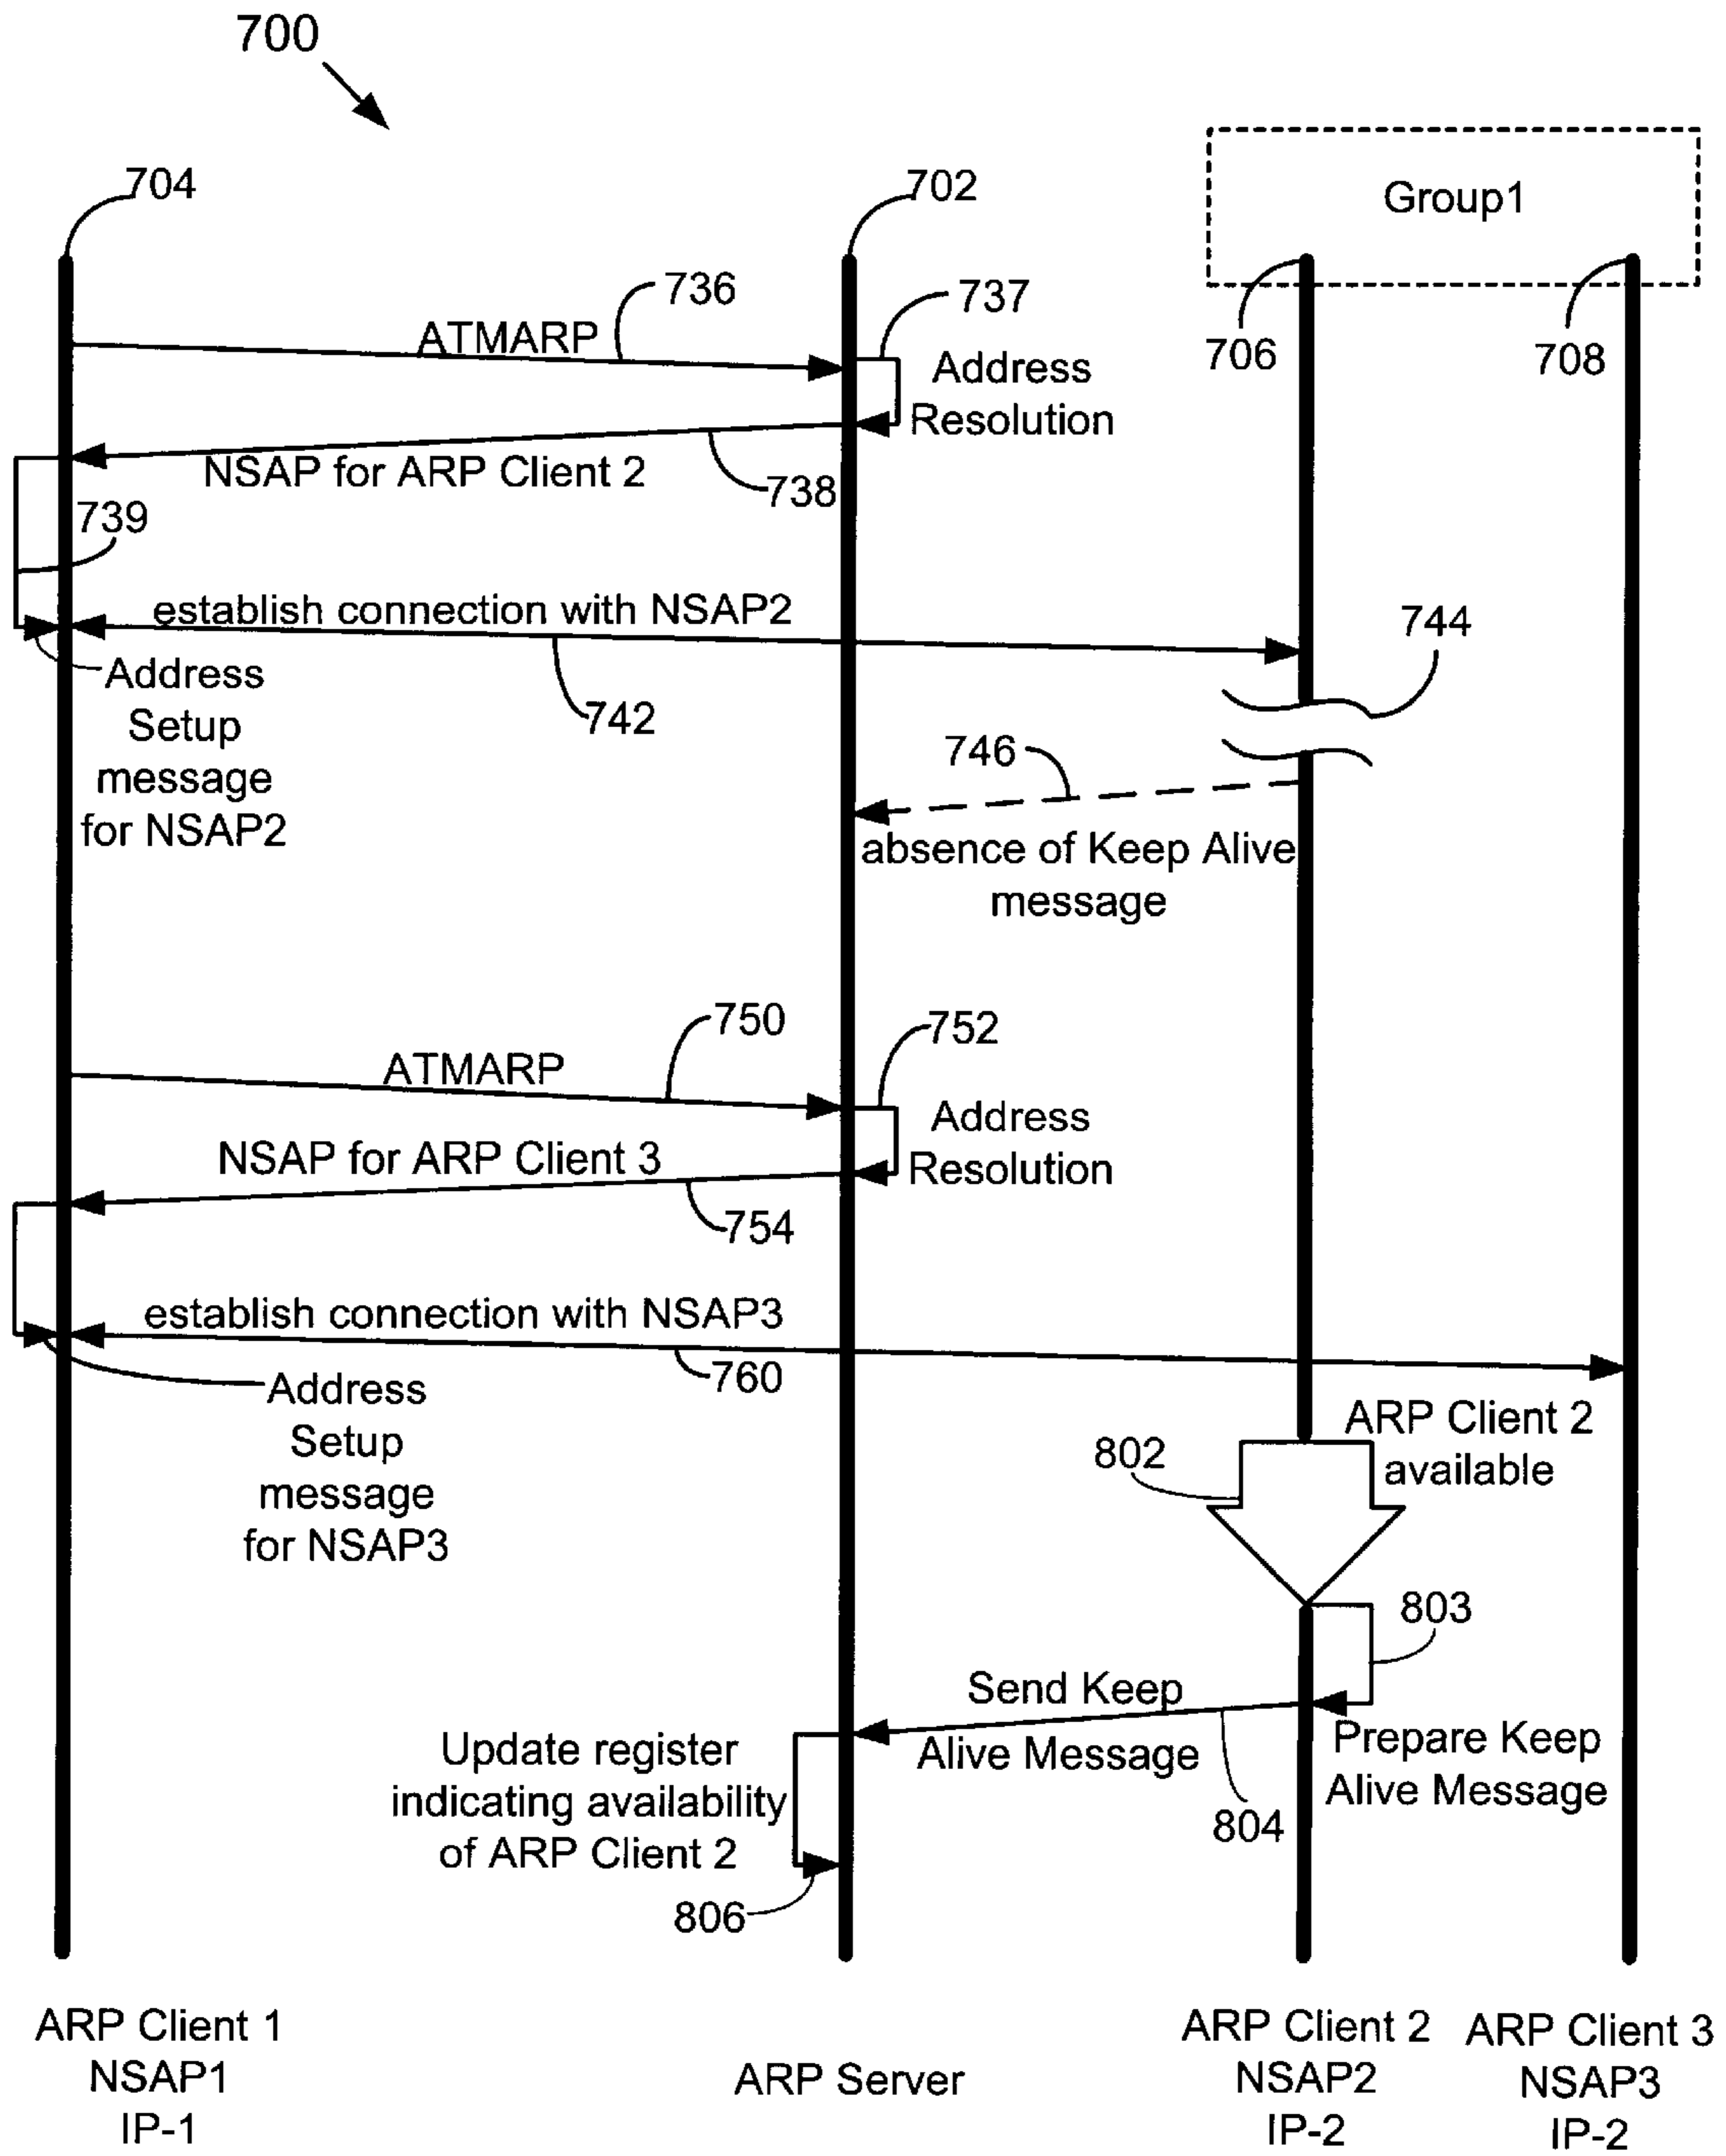 700
704
702
Group1
706
708
736
737
ATMARP
Address
Resolution
NSAP for ARP Client 2
738
739
establish connection with NSAP2
744
Address
Setup
message
for NSAP2
742
746
absence of Keep Alive
message
750
752
ATMARP
Address
Resolution
NSAP for ARP Client 3
754
establish connection with NSAP3
760
Address
Setup
message
for NSAP3
ARP Client 2
available
802
803
Send Keep
Alive Message
Prepare Keep
Alive Message
804
Update register
indicating availability
of ARP Client 2
806
ARP Client 1
NSAP1
IP-1
ARP Server
ARP Client 2
NSAP2
IP-2
ARP Client 3
NSAP3
IP-2